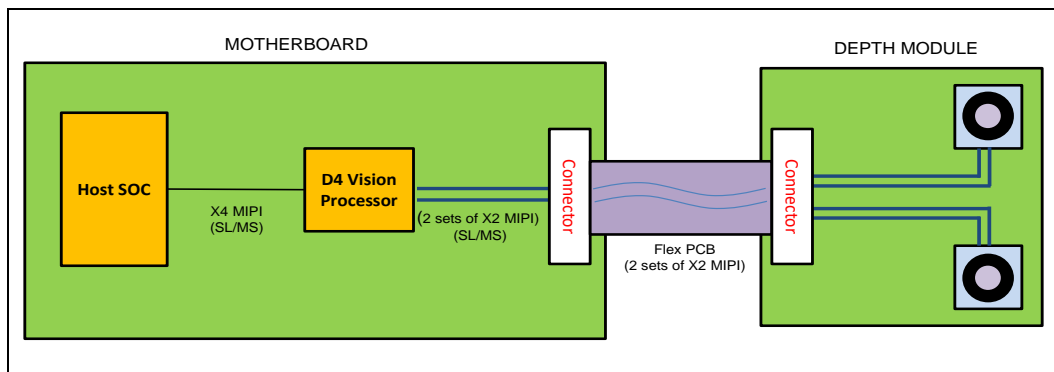 MOTHERBOARD
DEPTH MODULE
Host SOC
X4 MIPI
(SL/MS)
D4 Vision
Processor
(2 sets of X2 MIPI)
(SL/MS)
Connector
Flex PCB
(2 sets of X2 MIPI)
Connector